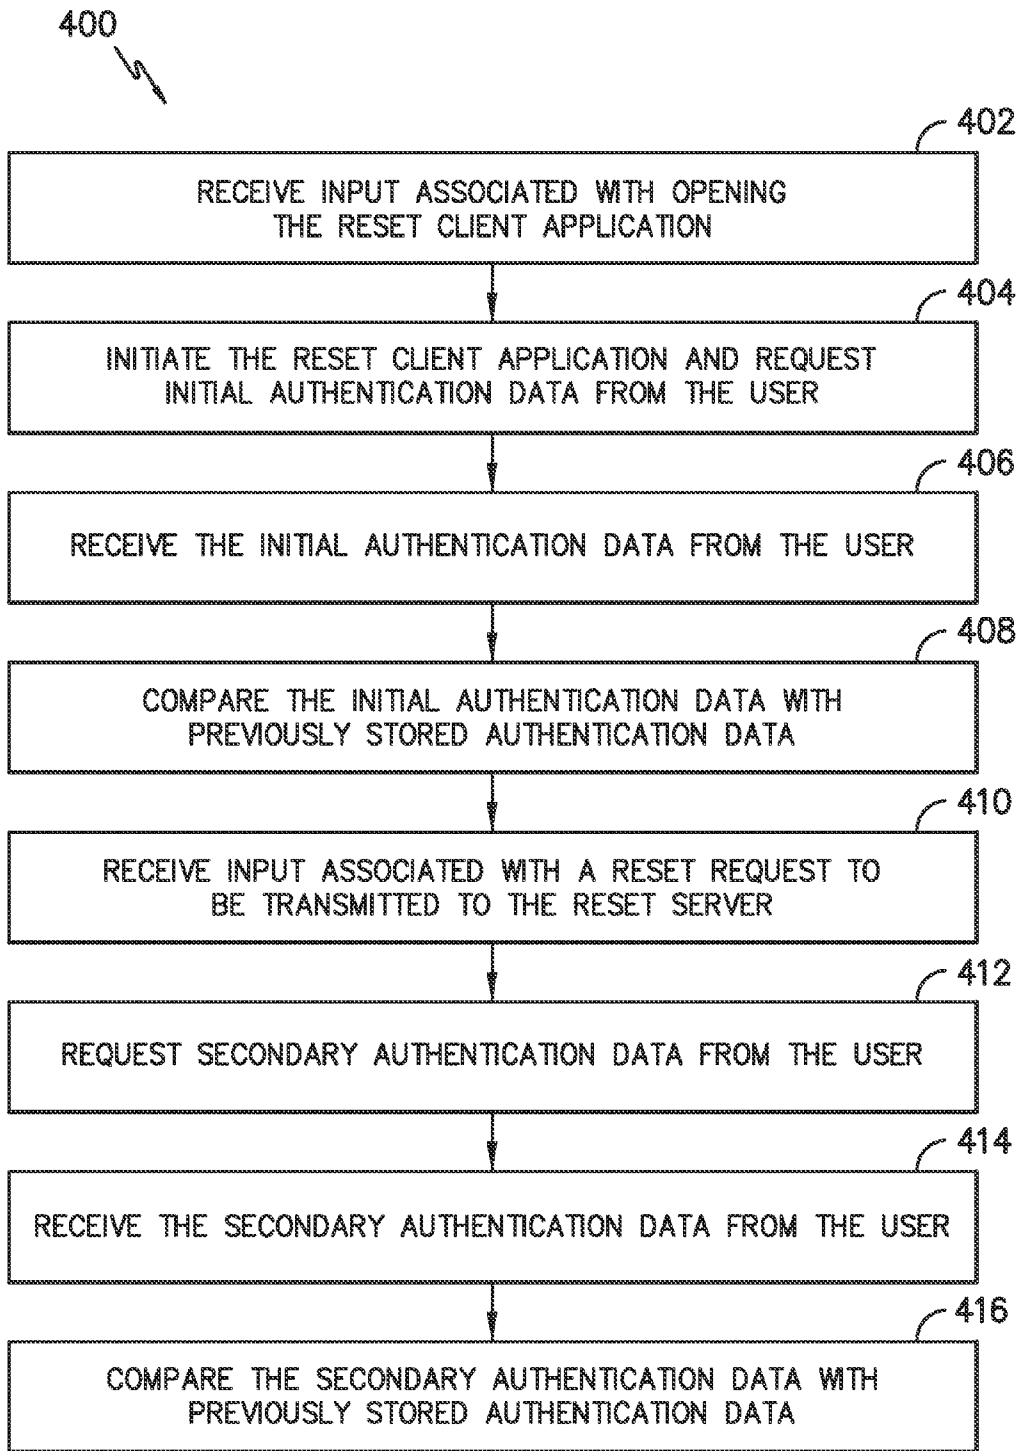 400
402
RECEIVE INPUT ASSOCIATED WITH OPENING
THE RESET CLIENT APPLICATION
404
INITIATE THE RESET CLIENT APPLICATION AND REQUEST
INITIAL AUTHENTICATION DATA FROM THE USER
406
RECEIVE THE INITIAL AUTHENTICATION DATA FROM THE USER
408
COMPARE THE INITIAL AUTHENTICATION DATA WITH
PREVIOUSLY STORED AUTHENTICATION DATA
410
RECEIVE INPUT ASSOCIATED WITH A RESET REQUEST TO
BE TRANSMITTED TO THE RESET SERVER
412
REQUEST SECONDARY AUTHENTICATION DATA FROM THE USER
414
RECEIVE THE SECONDARY AUTHENTICATION DATA FROM THE USER
416
COMPARE THE SECONDARY AUTHENTICATION DATA WITH
PREVIOUSLY STORED AUTHENTICATION DATA